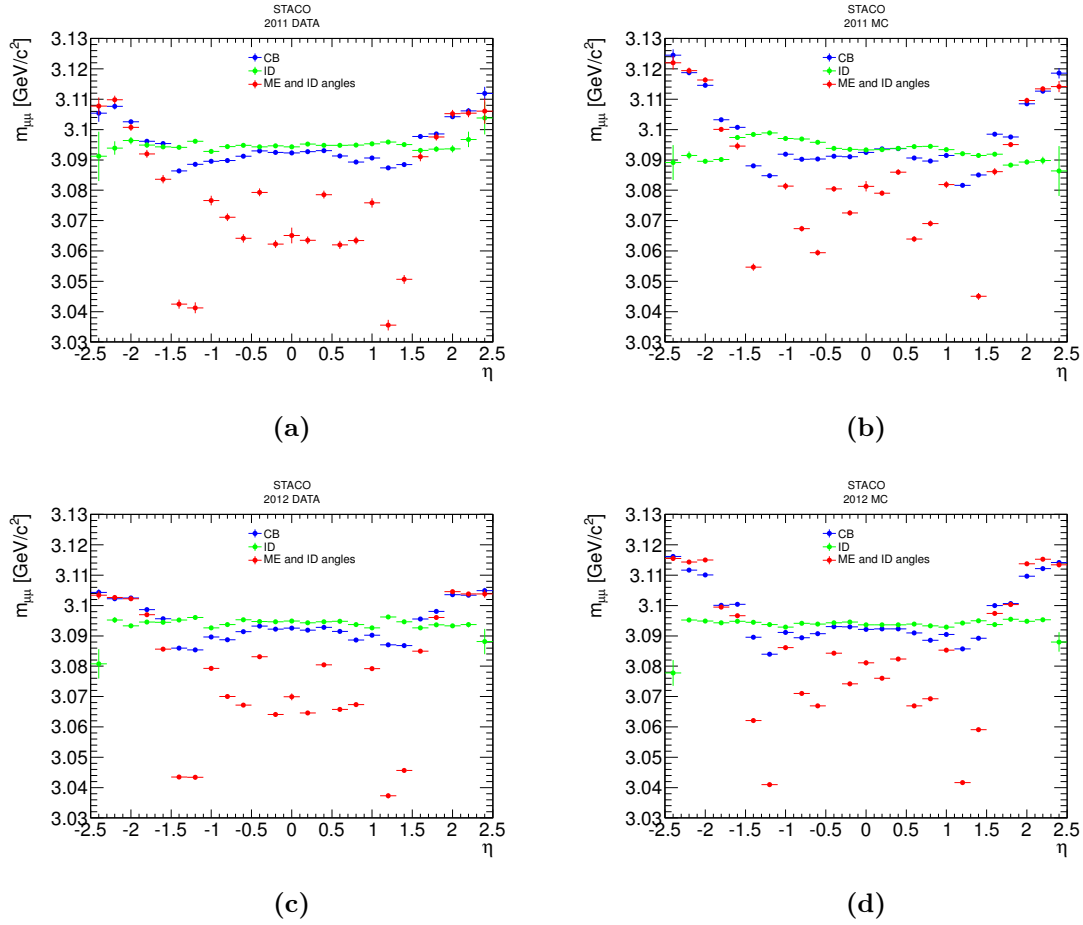 STACO
2011 DATA
m_μμ [GeV/c²]
CB
ID
ME and ID angles
3.13
3.12
3.11
3.1
3.09
3.08
3.07
3.06
3.05
3.04
3.03
-2.5 -2 -1.5 -1 -0.5 0 0.5 1 1.5 2 2.5
η
(a)
STACO
2011 MC
m_μμ [GeV/c²]
CB
ID
ME and ID angles
3.13
3.12
3.11
3.1
3.09
3.08
3.07
3.06
3.05
3.04
3.03
-2.5 -2 -1.5 -1 -0.5 0 0.5 1 1.5 2 2.5
η
(b)
STACO
2012 DATA
m_μμ [GeV/c²]
CB
ID
ME and ID angles
3.13
3.12
3.11
3.1
3.09
3.08
3.07
3.06
3.05
3.04
3.03
-2.5 -2 -1.5 -1 -0.5 0 0.5 1 1.5 2 2.5
η
(c)
STACO
2012 MC
m_μμ [GeV/c²]
CB
ID
ME and ID angles
3.13
3.12
3.11
3.1
3.09
3.08
3.07
3.06
3.05
3.04
3.03
-2.5 -2 -1.5 -1 -0.5 0 0.5 1 1.5 2 2.5
η
(d)